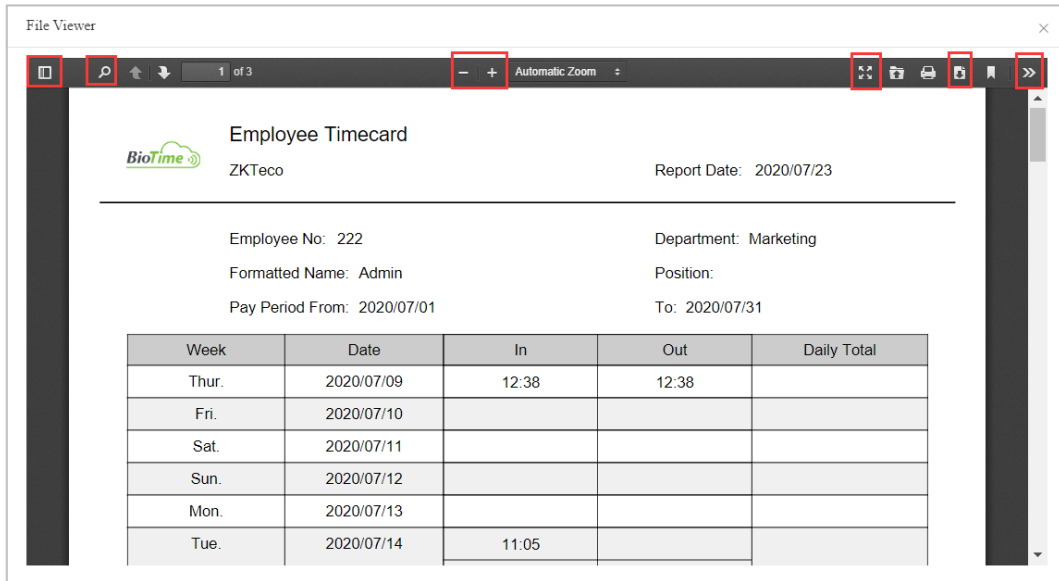 File Viewer
1 of 3 Automatic Zoom
Employee Timecard
BioTime
ZKTeco Report Date: 2020/07/23
Employee No: 222 Department: Marketing
Formatted Name: Admin Position:
Pay Period From: 2020/07/01 To: 2020/07/31
Week Date In Out Daily Total
Thur. 2020/07/09 12:38 12:38
Fri. 2020/07/10
Sat. 2020/07/11
Sun. 2020/07/12
Mon. 2020/07/13
Tue. 2020/07/14 11:05